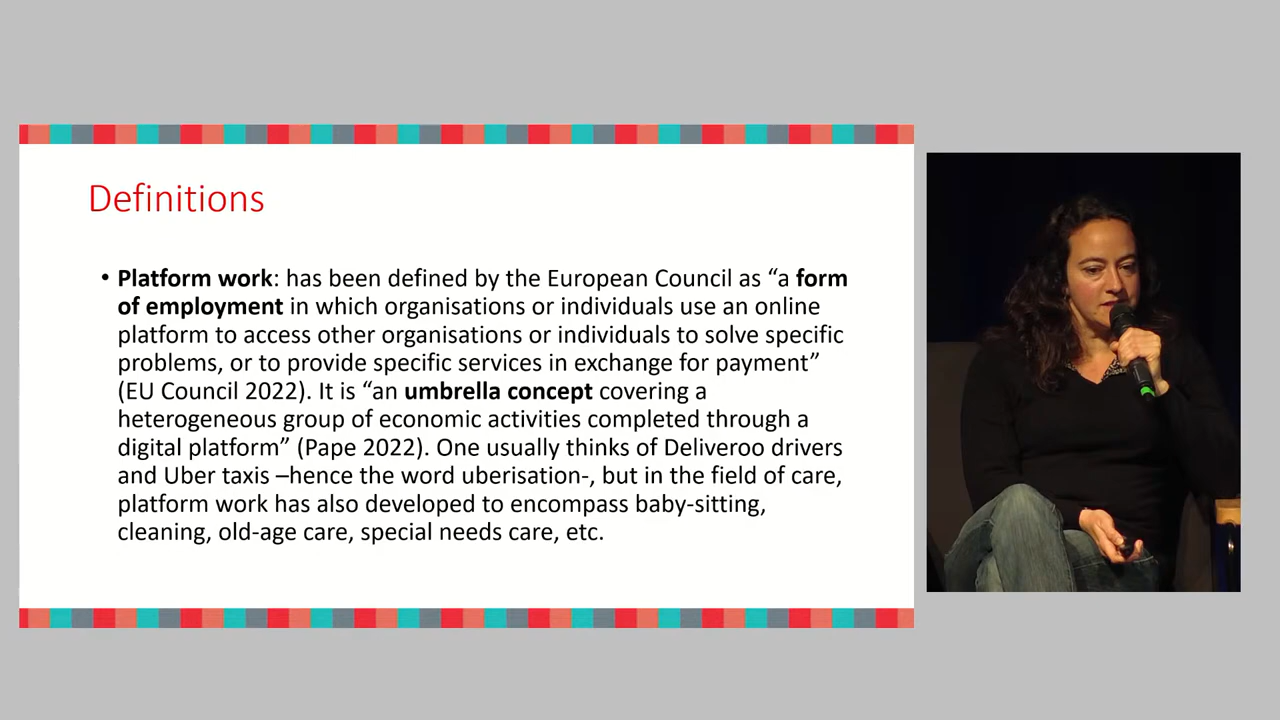 Definitions
• Platform work: has been defined by the European Council as “a form
of employment in which organisations or individuals use an online
platform to access other organisations or individuals to solve specific
problems, or to provide specific services in exchange for payment”
(EU Council 2022). It is “an umbrella concept covering a
heterogeneous group of economic activities completed through a
digital platform” (Pape 2022). One usually thinks of Deliveroo drivers
and Uber taxis –hence the word uberisation-, but in the field of care,
platform work has also developed to encompass baby-sitting,
cleaning, old-age care, special needs care, etc.